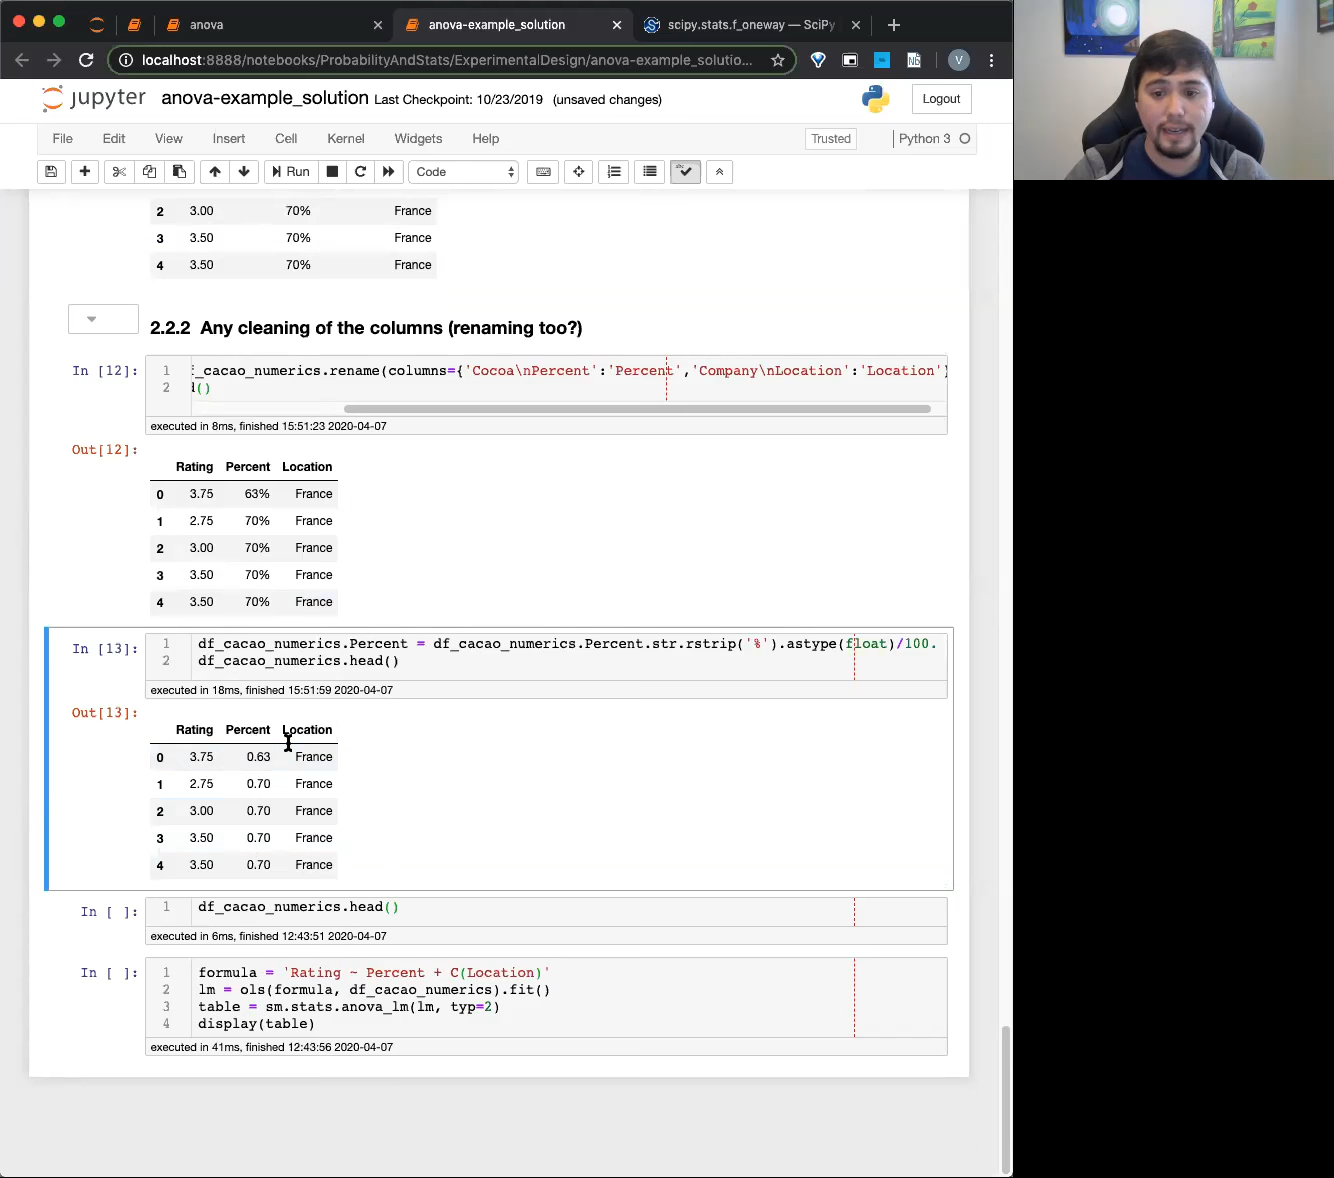 anova
anova-example_solution
scipy.stats.f_oneway — SciPy
localhost:8888/notebooks/ProbabilityAndStats/ExperimentalDesign/anova-example_solutio...
V
jupyter anova-example_solution Last Checkpoint: 10/23/2019 (unsaved changes)
Logout
File Edit View Insert Cell Kernel Widgets Help
Trusted
Python 3
Run
Code
2 3.00 70% France
3 3.50 70% France
4 3.50 70% France
2.2.2 Any cleaning of the columns (renaming too?)
In [12]:
1 _cacao_numerics.rename(columns={'Cocoa\nPercent':'Percent','Company\nLocation':'Location'}
2 ()
executed in 8ms, finished 15:51:23 2020-04-07
Out[12]:
Rating Percent Location
0 3.75 63% France
1 2.75 70% France
2 3.00 70% France
3 3.50 70% France
4 3.50 70% France
In [13]:
1 df_cacao_numerics.Percent = df_cacao_numerics.Percent.str.rstrip('%').astype(float)/100.
2 df_cacao_numerics.head()
executed in 18ms, finished 15:51:59 2020-04-07
Out[13]:
Rating Percent Location
0 3.75 0.63 France
1 2.75 0.70 France
2 3.00 0.70 France
3 3.50 0.70 France
4 3.50 0.70 France
In [ ]:
1 df_cacao_numerics.head()
executed in 6ms, finished 12:43:51 2020-04-07
In [ ]:
1 formula = 'Rating ~ Percent + C(Location)'
2 lm = ols(formula, df_cacao_numerics).fit()
3 table = sm.stats.anova_lm(lm, typ=2)
4 display(table)
executed in 41ms, finished 12:43:56 2020-04-07